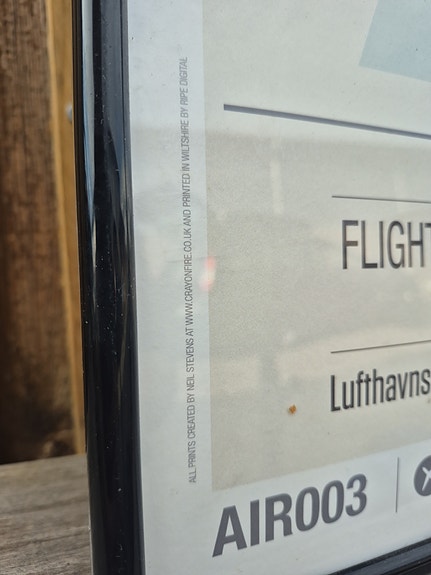 ALL PRINTS CREATED BY NEIL STEVENS AT WWW.CRAYONFIRE.CO.UK AND PRINTED IN WILTSHIRE BY RIPE DIGITAL
FLIGHT
Lufthavns
AIR003